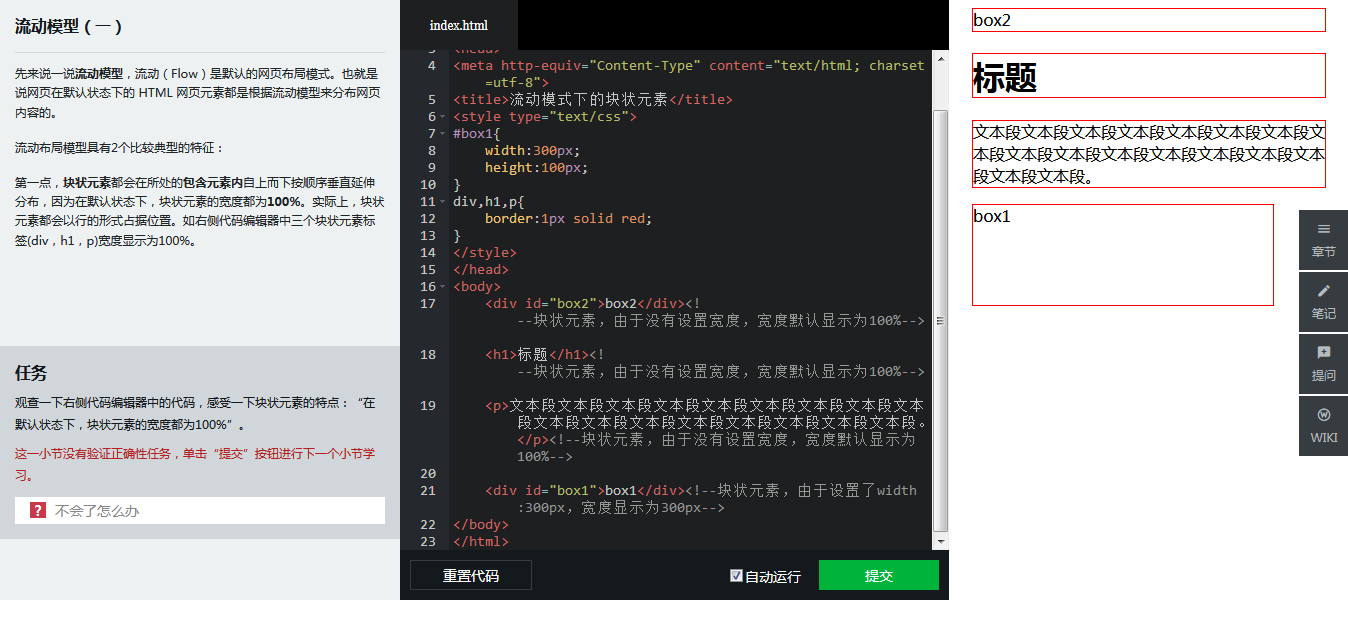 流动模型（一）
先来说一说流动模型，流动（Flow）是默认的网页布局模式。也就是
说网页在默认状态下的 HTML 网页元素都是根据流动模型来分布网页
内容的。
流动布局模型具有2个比较典型的特征：
第一点，块状元素都会在所处的包含元素内自上而下按顺序垂直延伸
分布，因为在默认状态下，块状元素的宽度都为100%。实际上，块状
元素都会以行的形式占据位置。如右侧代码编辑器中三个块状元素标
签(div，h1，p)宽度显示为100%。
任务
观查一下右侧代码编辑器中的代码，感受一下块状元素的特点：“在
默认状态下，块状元素的宽度都为100%”。
这一小节没有验证正确性任务，单击“提交”按钮进行下一个小节学
习。
? 不会了怎么办
index.html
3 <head>
4 <meta http-equiv="Content-Type" content="text/html; charset
=utf-8">
5 <title>流动模式下的块状元素</title>
6 <style type="text/css">
7 #box1{
8 width:300px;
9 height:100px;
10 }
11 div,h1,p{
12 border:1px solid red;
13 }
14 </style>
15 </head>
16 <body>
17 <div id="box2">box2</div><!
--块状元素，由于没有设置宽度，宽度默认显示为100%-->
18 <h1>标题</h1><!
--块状元素，由于没有设置宽度，宽度默认显示为100%-->
19 <p>文本段文本段文本段文本段文本段文本段文本段文本段文本
段文本段文本段文本段文本段文本段文本段文本段文本段。
</p><!--块状元素，由于没有设置宽度，宽度默认显示为
100%-->
20
21 <div id="box1">box1</div><!--块状元素，由于设置了width
:300px，宽度显示为300px-->
22 </body>
23 </html>
重置代码
自动运行
提交
box2
标题
文本段文本段文本段文本段文本段文本段文本段文
本段文本段文本段文本段文本段文本段文本段文本
段文本段文本段。
box1
章节
笔记
提问
WIKI